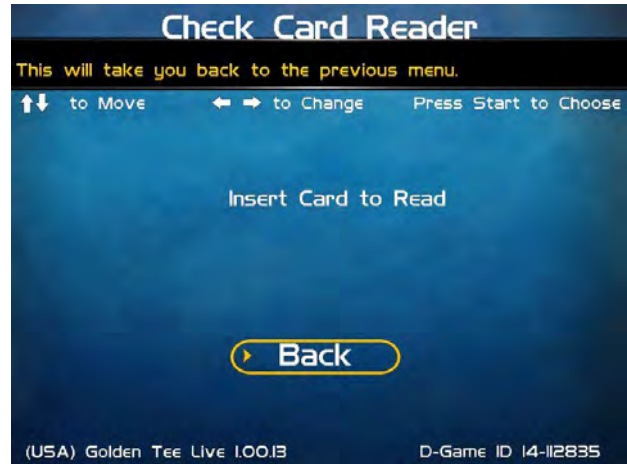 Check Card Reader
This will take you back to the previous menu.
to Move to Change Press Start to Choose
Insert Card to Read
Back
(USA) Golden Tee Live 1.00.13 D-Game ID 14-112835